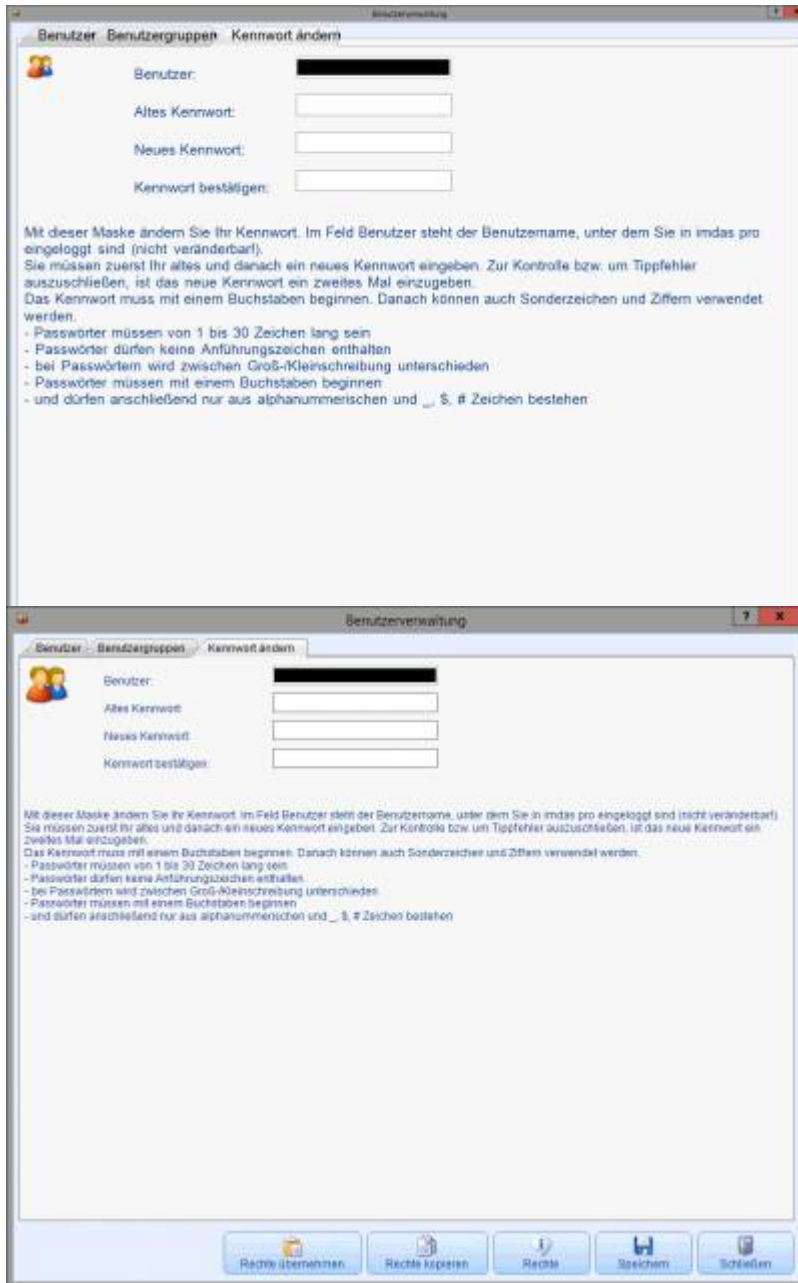 Benutzerverwaltung
?
Benutzer Benutzergruppen Kennwort ändern
Benutzer:
Altes Kennwort:
Neues Kennwort:
Kennwort bestätigen:
Mit dieser Maske ändern Sie Ihr Kennwort. Im Feld Benutzer steht der Benutzername, unter dem Sie in imdas pro
eingeloggt sind (nicht veränderbar!).
Sie müssen zuerst Ihr altes und danach ein neues Kennwort eingeben. Zur Kontrolle bzw. um Tippfehler
auszuschließen, ist das neue Kennwort ein zweites Mal einzugeben.
Das Kennwort muss mit einem Buchstaben beginnen. Danach können auch Sonderzeichen und Ziffern verwendet
werden.
- Passwörter müssen von 1 bis 30 Zeichen lang sein
- Passwörter dürfen keine Anführungszeichen enthalten
- bei Passwörtern wird zwischen Groß-/Kleinschreibung unterschieden
- Passwörter müssen mit einem Buchstaben beginnen
- und dürfen anschließend nur aus alphanummerischen und _, $, # Zeichen bestehen
Benutzerverwaltung
? x
Benutzer Benutzergruppen Kennwort ändern
Benutzer:
Altes Kennwort:
Neues Kennwort:
Kennwort bestätigen:
Mit dieser Maske ändern Sie Ihr Kennwort. Im Feld Benutzer steht der Benutzername, unter dem Sie in imdas pro eingeloggt sind (nicht veränderbar!).
Sie müssen zuerst Ihr altes und danach ein neues Kennwort eingeben. Zur Kontrolle bzw. um Tippfehler auszuschließen, ist das neue Kennwort ein
zweites Mal einzugeben.
Das Kennwort muss mit einem Buchstaben beginnen. Danach können auch Sonderzeichen und Ziffern verwendet werden.
- Passwörter müssen von 1 bis 30 Zeichen lang sein
- Passwörter dürfen keine Anführungszeichen enthalten
- bei Passwörtern wird zwischen Groß-/Kleinschreibung unterschieden
- Passwörter müssen mit einem Buchstaben beginnen
- und dürfen anschließend nur aus alphanummerischen und _, $, # Zeichen bestehen
Rechte übernehmen Rechte kopieren Rechte Speichern Schließen